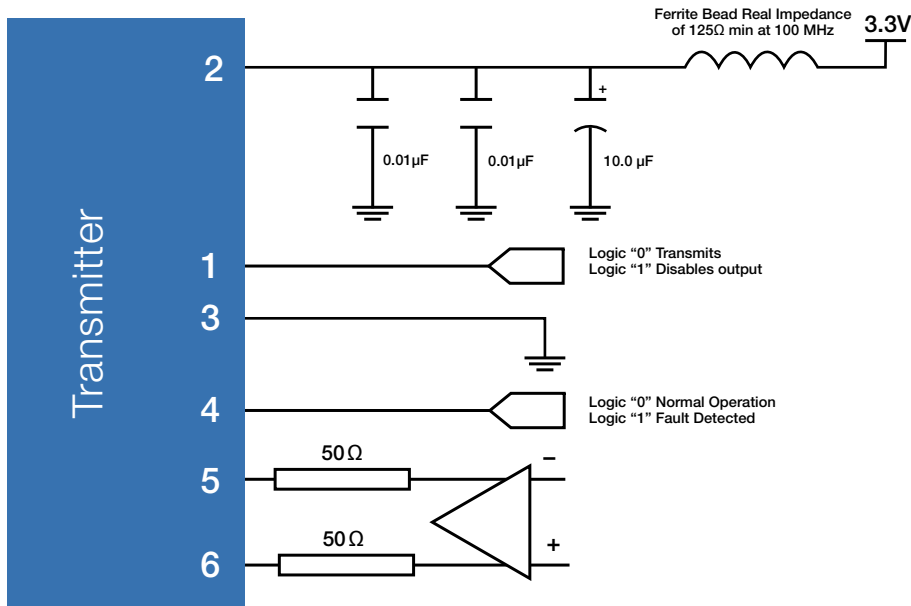 Ferrite Bead Real Impedance
of 125Ω min at 100 MHz
3.3V
2
+
0.01µF
0.01µF
10.0 µF
Transmitter
1
Logic “0” Transmits
Logic “1” Disables output
3
4
Logic “0” Normal Operation
Logic “1” Fault Detected
50Ω
5
–
50Ω
6
+